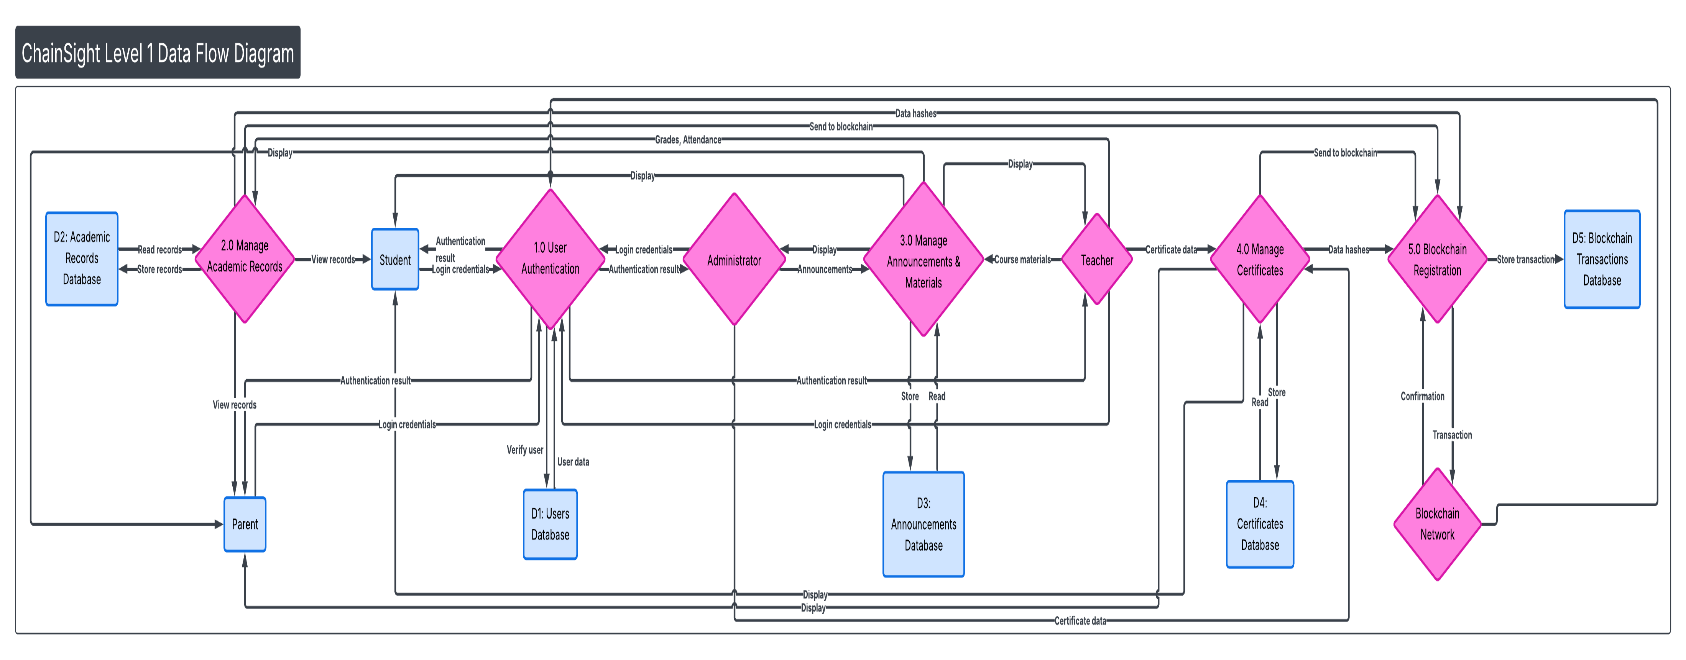 ChainSight Level 1 Data Flow Diagram
Data hashes
Send to blockchain
Grades, Attendance
Display
Send to blockchain
Display
Display
D2: Academic
Records
Database
Read records
Store records
2.0 Manage
Academic Records
View records
Student
Authentication
result
Login credentials
1.0 User
Authentication
Login credentials
Authentication result
Administrator
Display
Announcements
3.0 Manage
Announcements &
Materials
Course materials
Teacher
Certificate data
4.0 Manage
Certificates
Data hashes
5.0 Blockchain
Registration
Store transaction
D5: Blockchain
Transactions
Database
Authentication result
Authentication result
View records
Store
Read
Read
Store
Confirmation
Login credentials
Login credentials
Transaction
Verify user
User data
Parent
D1: Users
Database
D3:
Announcements
Database
D4:
Certificates
Database
Blockchain
Network
Display
Display
Certificate data